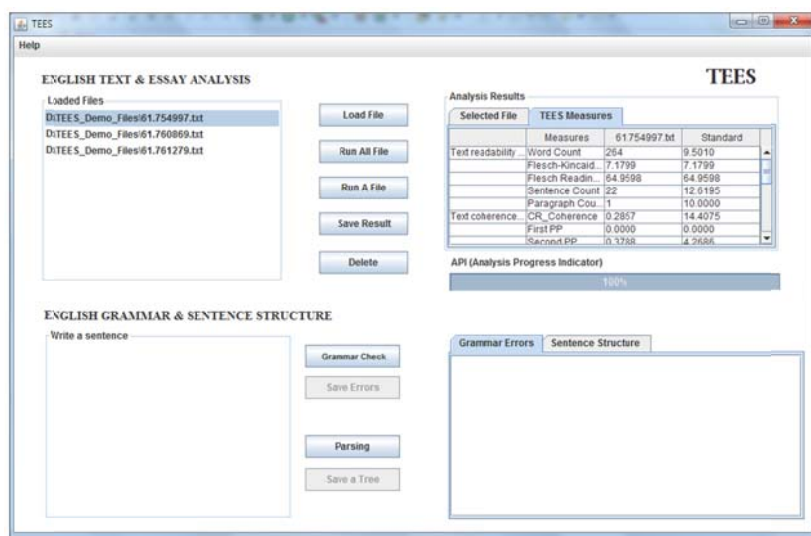 TEES
Help
ENGLISH TEXT & ESSAY ANALYSIS
TEES
Loaded Files
D:\TEES_Demo_Files\61.754997.txt
D:\TEES_Demo_Files\61.760869.txt
D:\TEES_Demo_Files\61.761279.txt
Load File
Run All File
Run A File
Save Result
Delete
Analysis Results
Selected File TEES Measures
Measures 61.754997.txt Standard
Text readability ... Word Count 264 9.5010
Flesch-Kincaid... 7.1799 7.1799
Flesch Readin... 64.9598 64.9598
Sentence Count 22 12.6195
Paragraph Cou... 1 10.0000
Text coherence... CR_Coherence 0.2857 14.4075
First PP 0.0000 0.0000
Second PP 0.3788 4.2686
API (Analysis Progress Indicator)
100%
ENGLISH GRAMMAR & SENTENCE STRUCTURE
Write a sentence
Grammar Check
Save Errors
Parsing
Save a Tree
Grammar Errors Sentence Structure